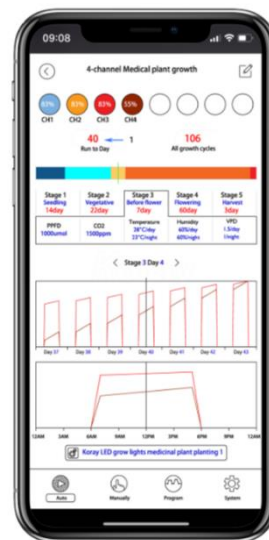 09:08
4-channel Medical plant growth
83% 83% 83% 55%
CH1 CH2 CH3 CH4
40 1 106
Run to Day All growth cycles
Stage 1 Stage 2 Stage 3 Stage 4 Stage 5
Seedling Vegetative Before flower Flowering Harvest
14day 22day 7day 60day 3day
PPFD CO2 Temperature Humidity VPD
1000umol 1500ppm 28°C/day 60%/day 1.5/day
23°C/night 60%/night 1/night
Stage 3 Day 4
Day 37 Day 38 Day 39 Day 40 Day 41 Day 42 Day 43
12AM 3AM 6AM 9AM 12PM 3PM 6PM 9PM 12AM
Koray LED grow lights medicinal plant planting 1
Auto Manually Program System